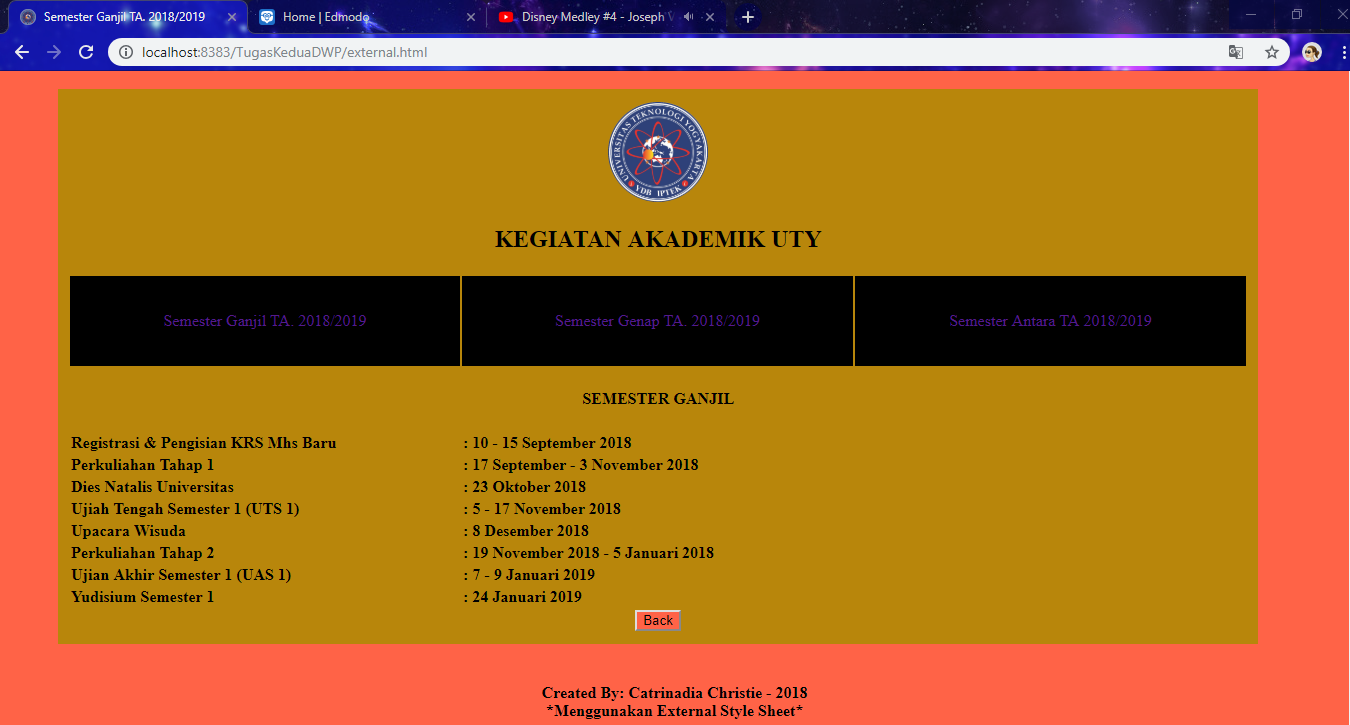 Semester Ganjil TA. 2018/2019
Home | Edmodo
Disney Medley #4 - Joseph
localhost:8383/TugasKeduaDWP/external.html
UNIVERSITAS TEKNOLOGI YOGYAKARTA
YDB IPTEK
KEGIATAN AKADEMIK UTY
Semester Ganjil TA. 2018/2019 Semester Genap TA. 2018/2019 Semester Antara TA 2018/2019
SEMESTER GANJIL
Registrasi & Pengisian KRS Mhs Baru : 10 - 15 September 2018
Perkuliahan Tahap 1 : 17 September - 3 November 2018
Dies Natalis Universitas : 23 Oktober 2018
Ujiah Tengah Semester 1 (UTS 1) : 5 - 17 November 2018
Upacara Wisuda : 8 Desember 2018
Perkuliahan Tahap 2 : 19 November 2018 - 5 Januari 2018
Ujian Akhir Semester 1 (UAS 1) : 7 - 9 Januari 2019
Yudisium Semester 1 : 24 Januari 2019
Back
Created By: Catrinadia Christie - 2018
*Menggunakan External Style Sheet*